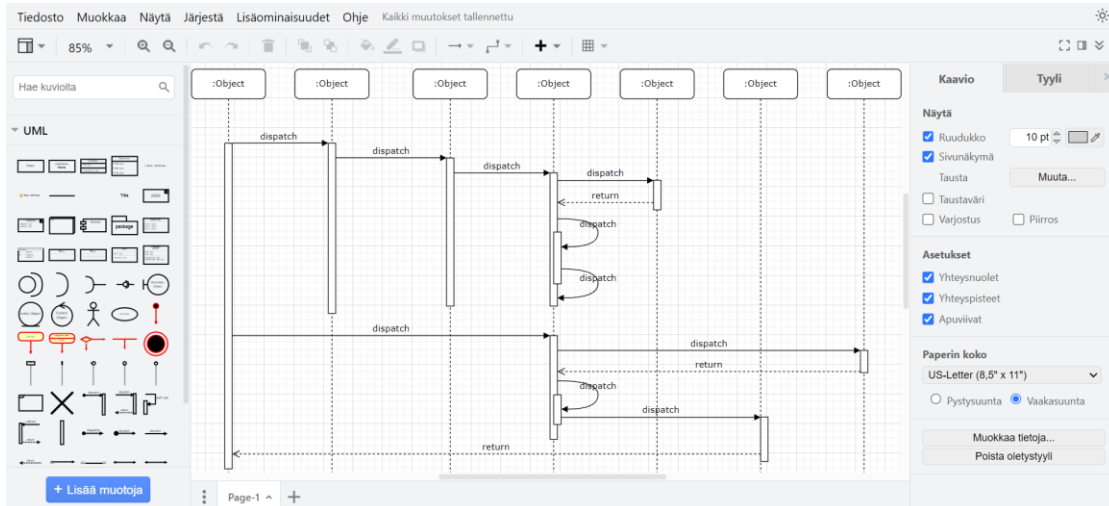 Tiedosto Muokkaa Näytä Järjestä Lisäominaisuudet Ohje Kaikki muutokset tallennettu
85%
Hae kuvioita
UML
package
+ Lisää muotoja
:Object :Object :Object :Object :Object :Object :Object
dispatch
dispatch
dispatch
dispatch
return
dispatch
dispatch
dispatch
dispatch
return
dispatch
dispatch
return
Page-1
Kaavio Tyyli
Näytä
Ruudukko 10 pt
Sivunäkymä
Tausta Muuta...
Taustaväri
Varjostus Piirros
Asetukset
Yhteysnuolet
Yhteyspisteet
Apuviivat
Paperin koko
US-Letter (8,5" x 11")
Pystysuunta Vaakasuunta
Muokkaa tietoja...
Poista oletustyyli